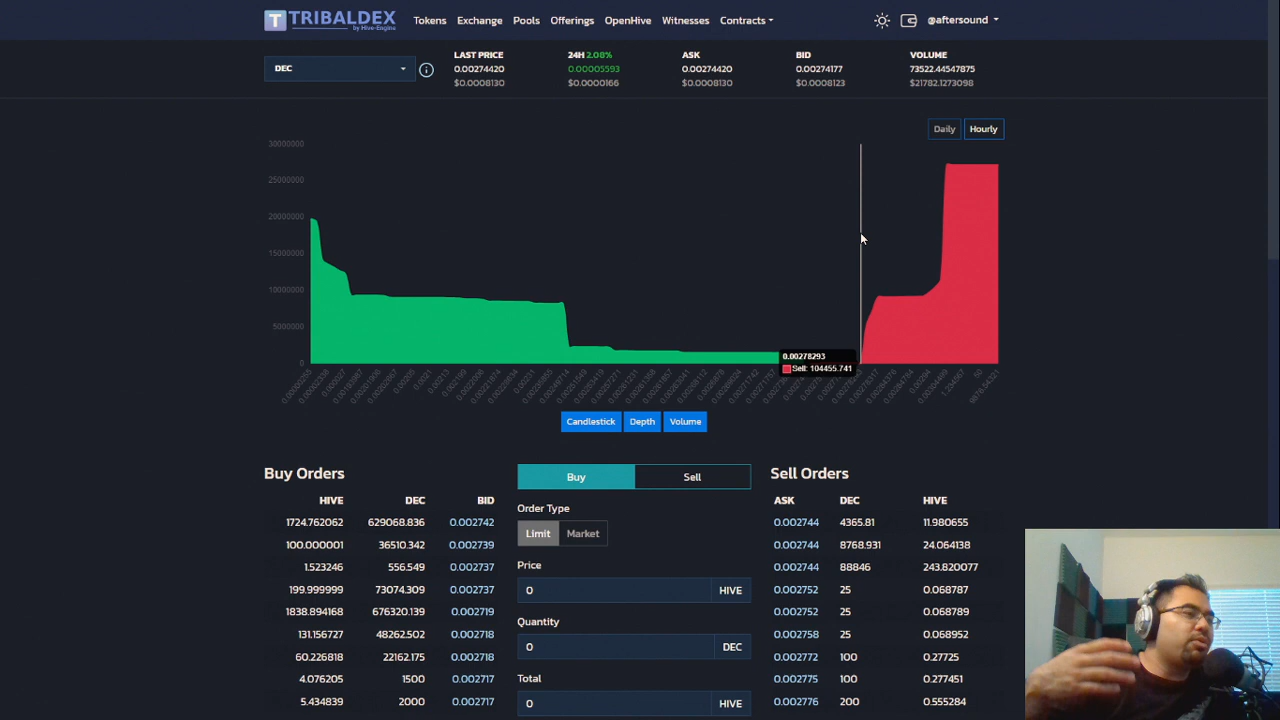 TRIBALDEX
by Hive-Engine
Tokens Exchange Pools Offerings OpenHive Witnesses Contracts
@aftersound
DEC
LAST PRICE
0.00274420
$0.0008130
24H 2.08%
0.00005593
$0.0000166
ASK
0.00274420
$0.0008130
BID
0.00274177
$0.0008123
VOLUME
73522.44547875
$21782.1273098
Daily Hourly
30000000
25000000
20000000
15000000
10000000
5000000
0
0.00278293
Sell: 104455.741
Candlestick Depth Volume
Buy Orders
HIVE DEC BID
1724.762062 629068.836 0.002742
100.000001 36510.342 0.002739
1.523246 556.549 0.002737
199.999999 73074.309 0.002737
1838.894168 676320.139 0.002719
131.156727 48262.502 0.002718
60.226818 22162.175 0.002718
4.076205 1500 0.002717
5.434839 2000 0.002717
Buy Sell
Order Type
Limit Market
Price
0 HIVE
Quantity
0 DEC
Total
0 HIVE
Sell Orders
ASK DEC HIVE
0.002744 4365.81 11.980655
0.002744 8768.931 24.064138
0.002744 88846 243.820077
0.002752 25 0.068787
0.002752 25 0.068789
0.002758 25 0.068952
0.002772 100 0.27725
0.002775 100 0.277451
0.002776 200 0.555284